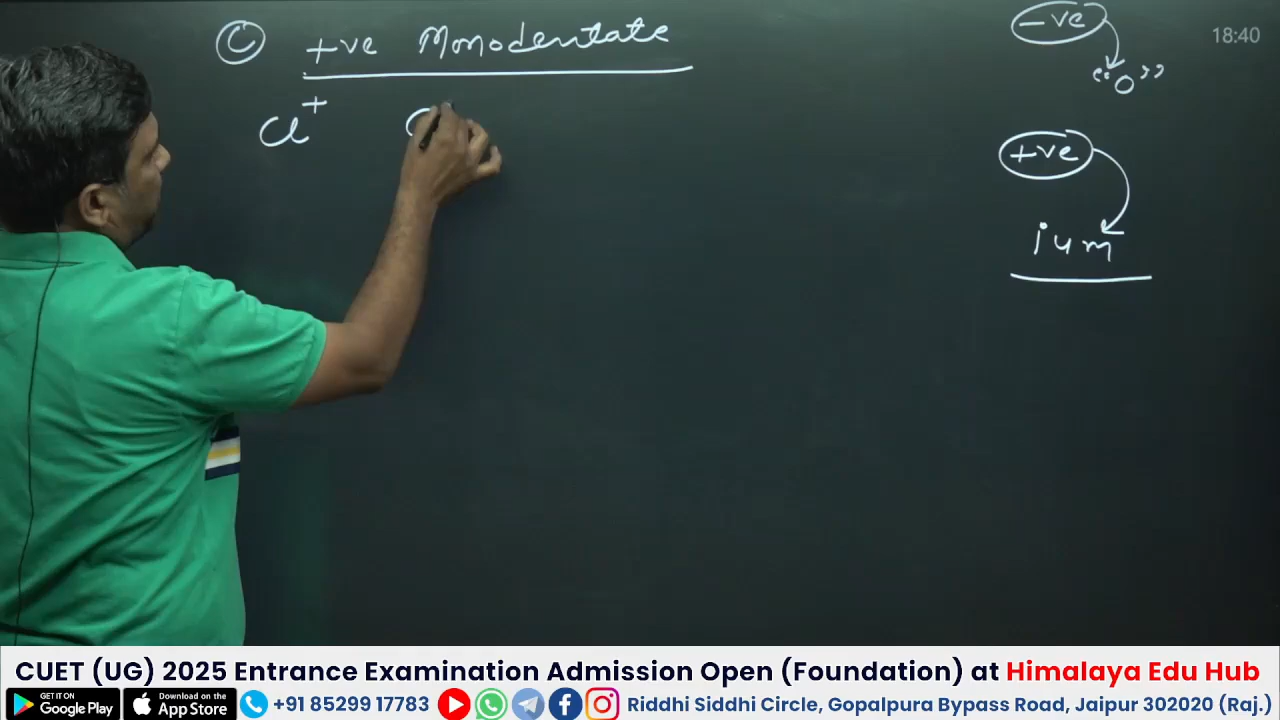 C +ve Monodentate
Cl+
-ve
"O"
+ve
ium
18:40
CUET (UG) 2025 Entrance Examination Admission Open (Foundation) at Himalaya Edu Hub
GET IT ON Google Play
Download on the App Store
+91 85299 17783
Riddhi Siddhi Circle, Gopalpura Bypass Road, Jaipur 302020 (Raj.)